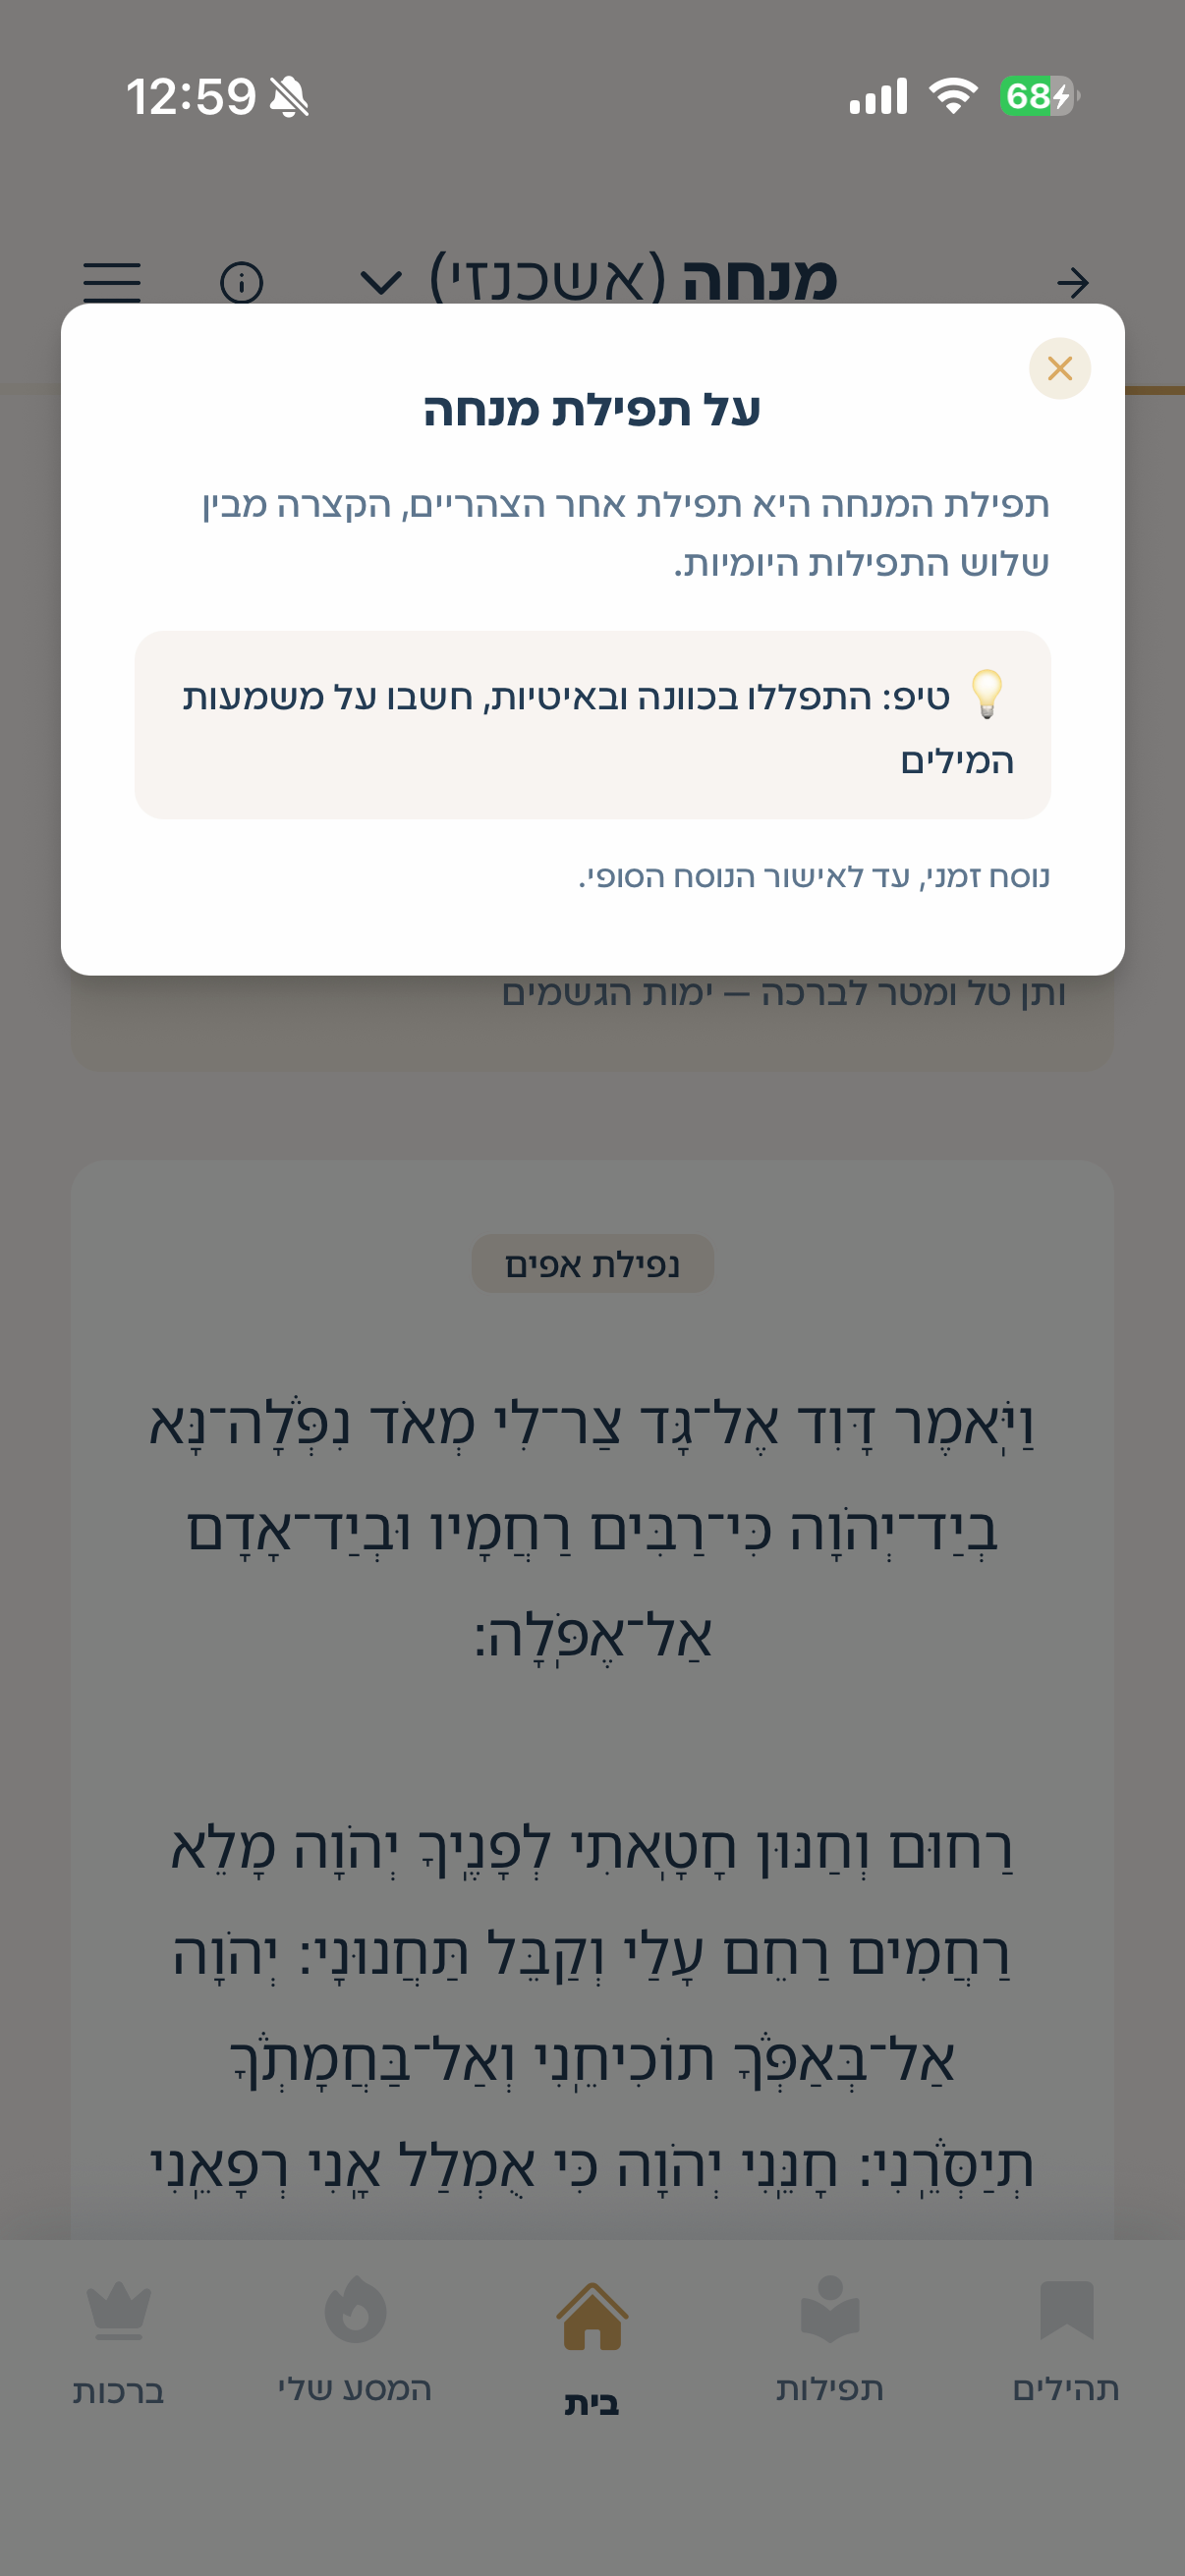 12:59
68
מנחה (אשכנזי)
על תפילת מנחה
תפילת המנחה היא תפילת אחר הצהריים, הקצרה מבין
שלוש התפילות היומיות.
💡 טיפ: התפללו בכוונה ובאיטיות, חשבו על משמעות
המילים
נוסח זמני, עד לאישור הנוסח הסופי.
ותן טל ומטר לברכה – ימות הגשמים
נפילת אפים
וַיֹּֽאמֶר דָּוִד אֶל־גָּד צַר־לִי מְאֹד נִפְּֽלָה־נָּא
בְיַד־יְהֹוָה כִּי־רַבִּים רַחֲמָיו וּבְיַד־אָדָם
אַל־אֶפֹּֽלָה:
רַחוּם וְחַנּוּן חָטָֽאתִי לְפָנֶֽיךָ יְהֹוָה מָלֵא
רַחֲמִים רַחֵם עָלַי וְקַבֵּל תַּחֲנוּנָי: יְהֹוָה
אַל־בְּאַפְּךָ תוֹכִיחֵֽנִי וְאַל־בַּחֲמָתְךָ
תְיַסְּרֵֽנִי: חָנֵּֽנִי יְהֹוָה כִּי אֻמְלַל אָֽנִי רְפָאֵֽנִי
תהילים
תפילות
בית
המסע שלי
ברכות